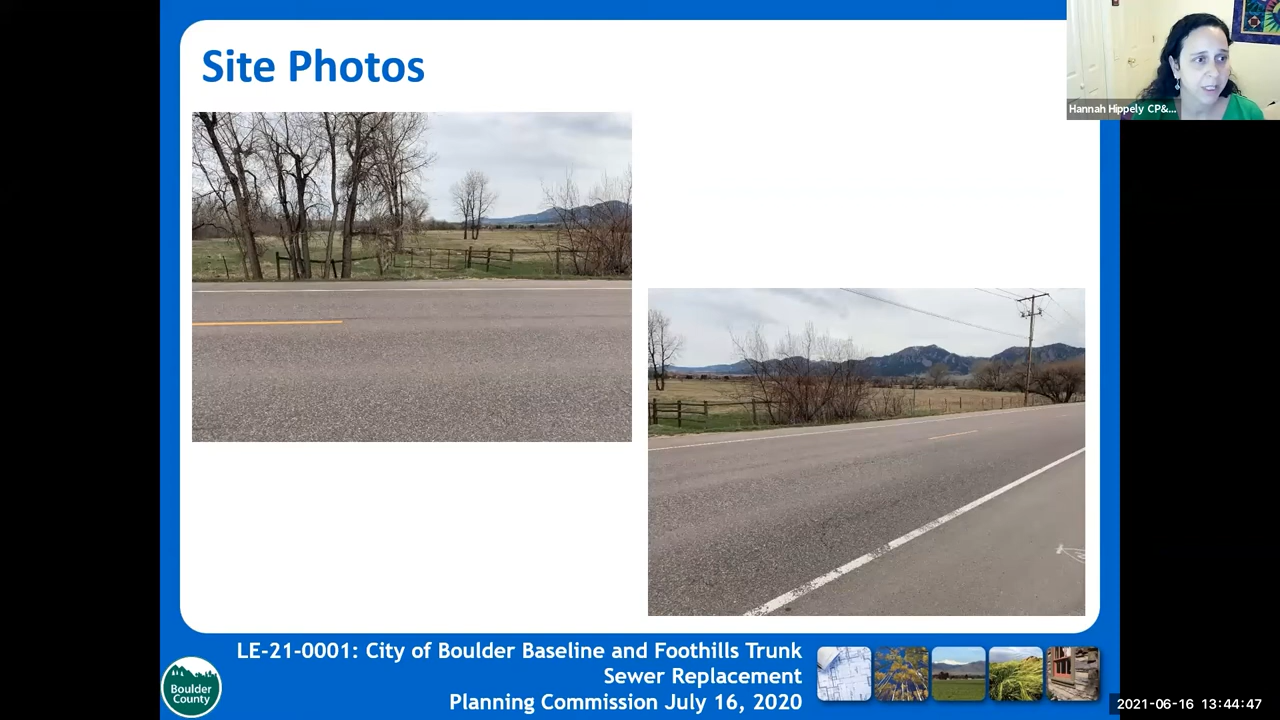 Site Photos
Hannah Hippely CP&...
LE-21-0001: City of Boulder Baseline and Foothills Trunk
Sewer Replacement
Planning Commission July 16, 2020
Boulder
County
2021-06-16 13:44:47